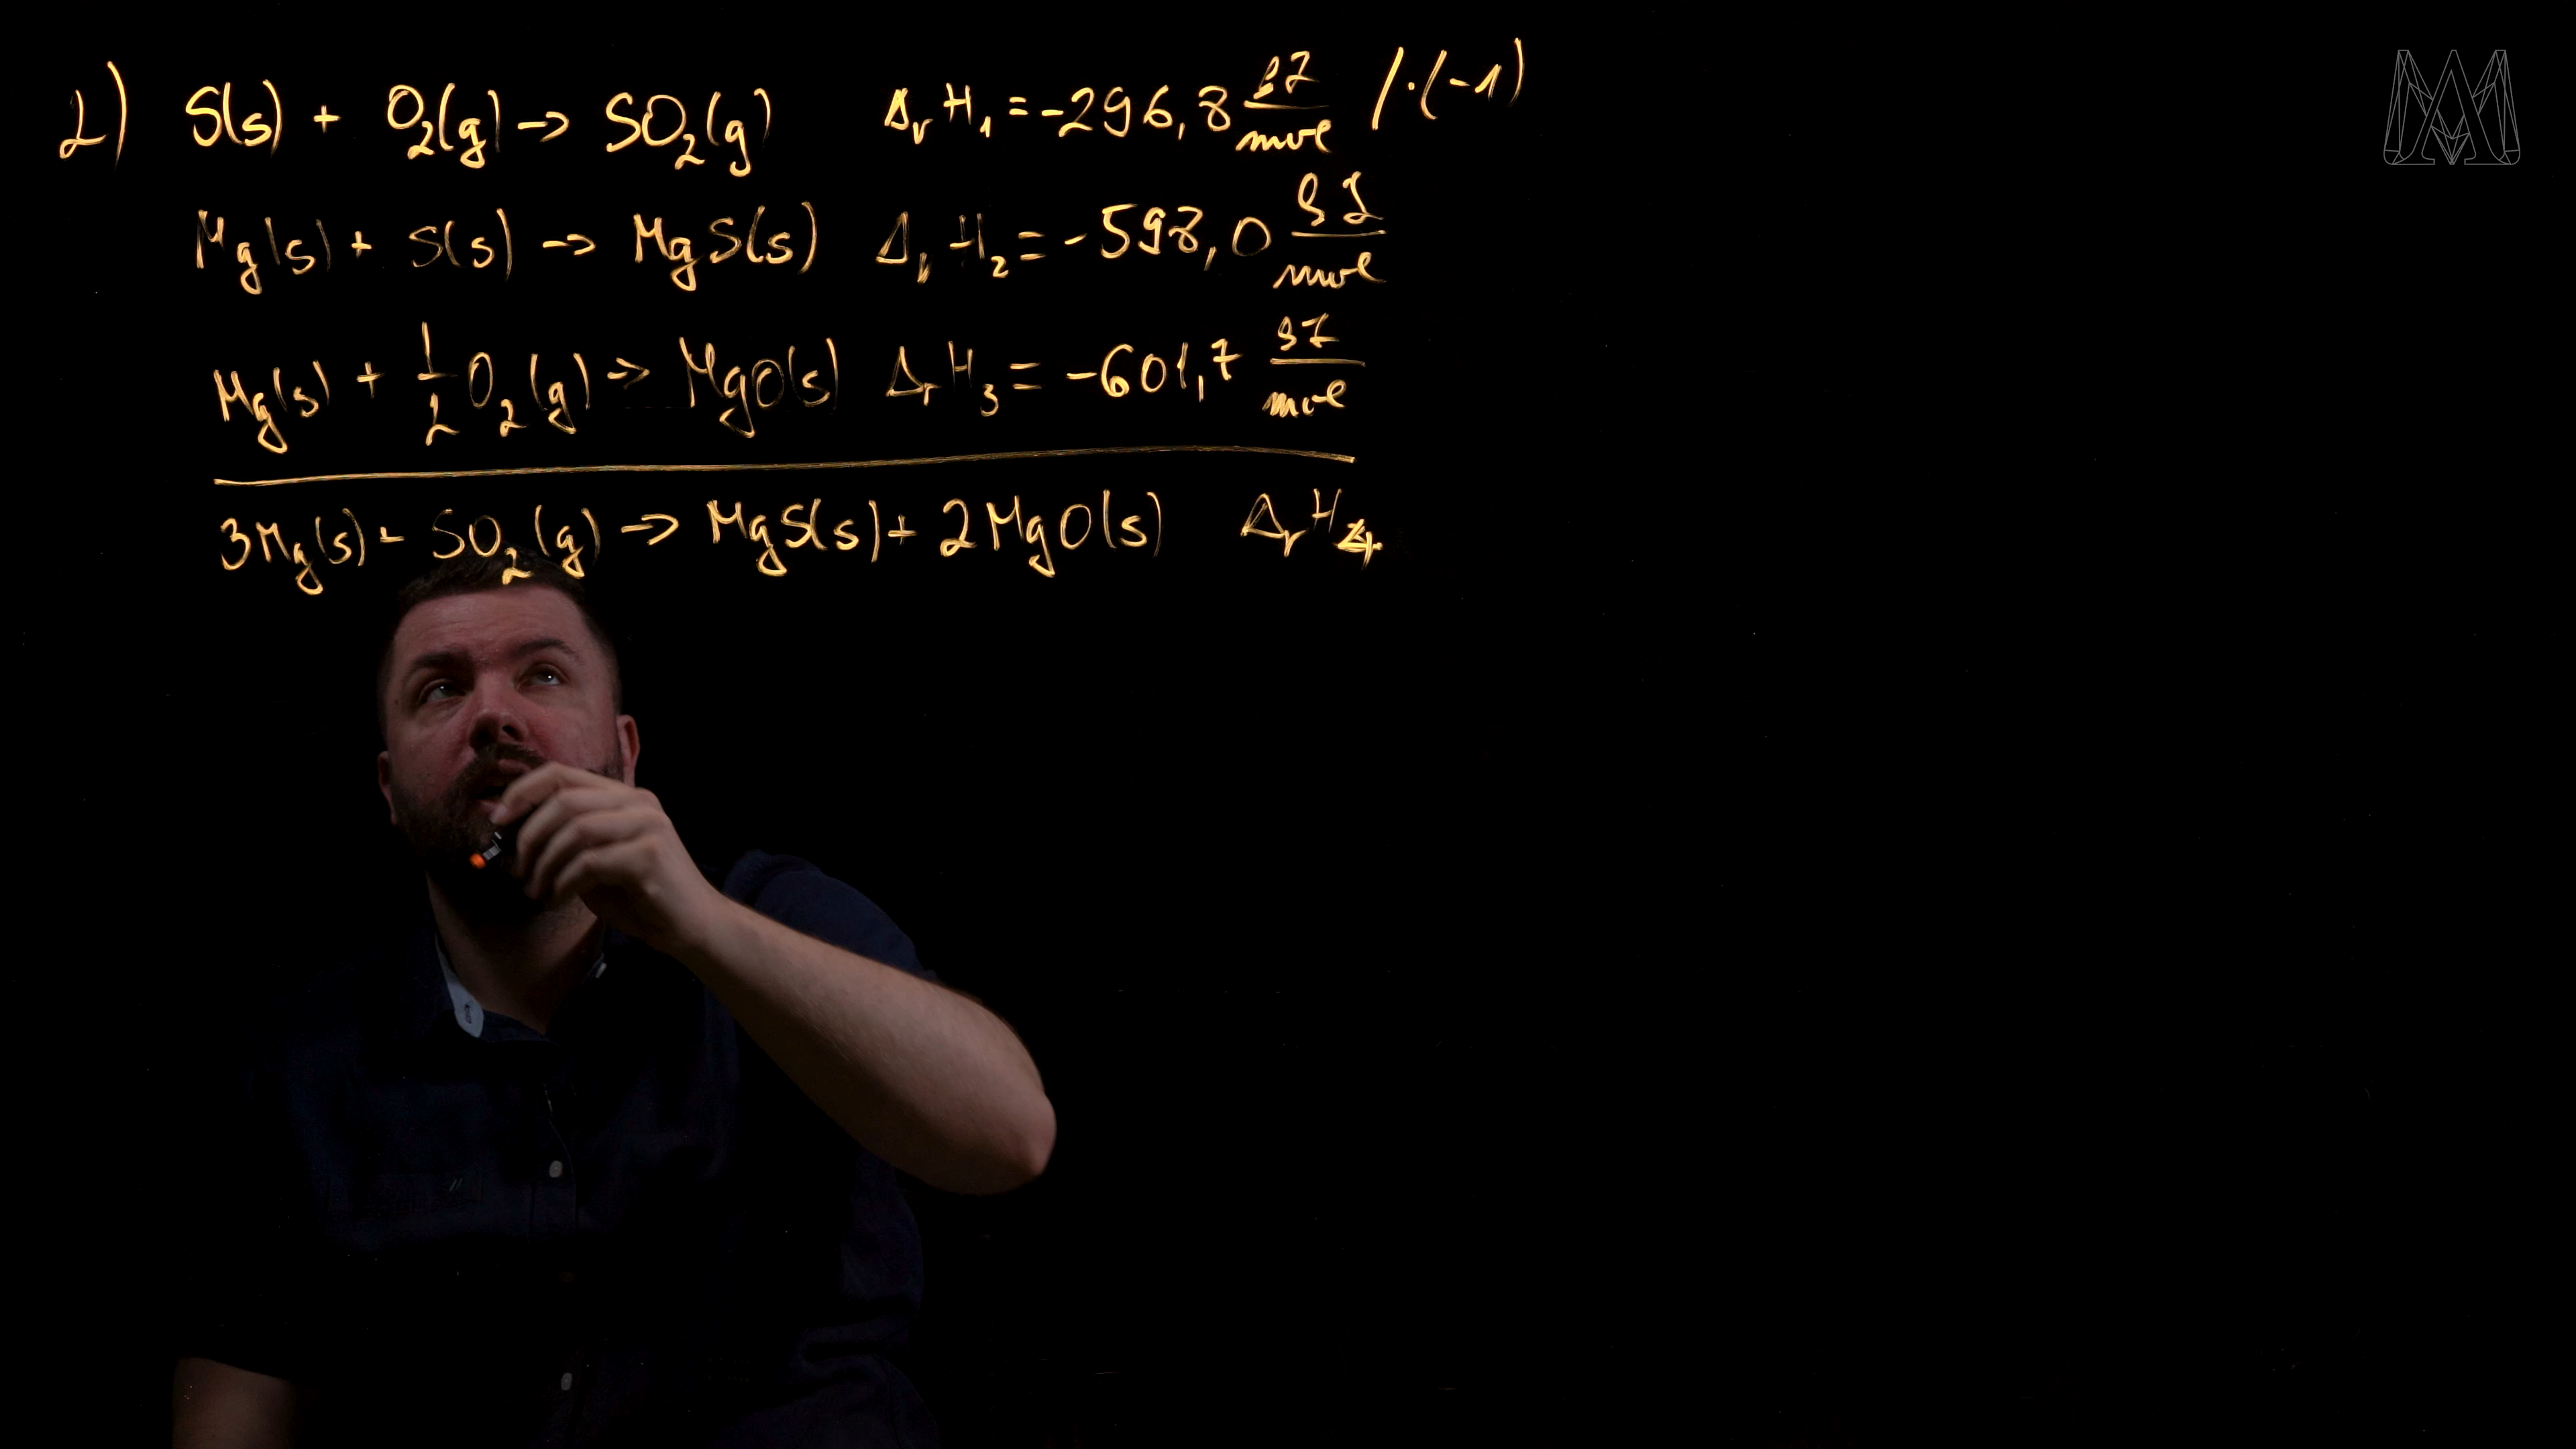 2) S(s) + O₂(g) → SO₂(g) ΔᵣH₁ = -296,8 kJ/mol /·(-1)
Mg(s) + S(s) → MgS(s) ΔᵣH₂ = -598,0 kJ/mol
Mg(s) + 1/2 O₂(g) → MgO(s) ΔᵣH₃ = -601,7 kJ/mol
3Mg(s) + SO₂(g) → MgS(s) + 2MgO(s) ΔᵣH₄